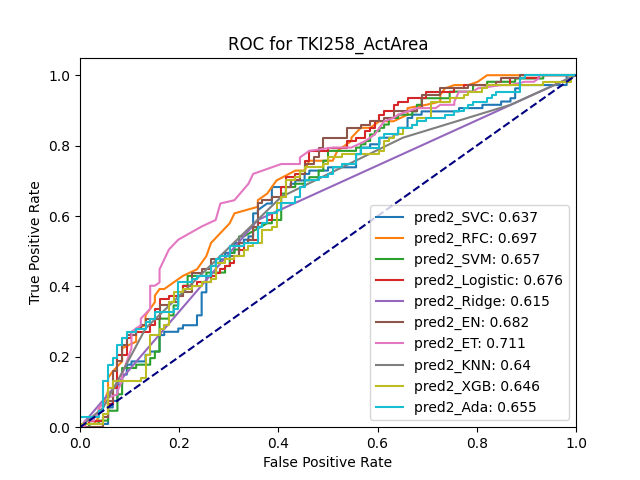 ROC for TKI258_ActArea
True Positive Rate
1.0
0.8
0.6
0.4
0.2
0.0
pred2_SVC: 0.637
pred2_RFC: 0.697
pred2_SVM: 0.657
pred2_Logistic: 0.676
pred2_Ridge: 0.615
pred2_EN: 0.682
pred2_ET: 0.711
pred2_KNN: 0.64
pred2_XGB: 0.646
pred2_Ada: 0.655
0.0 0.2 0.4 0.6 0.8 1.0
False Positive Rate